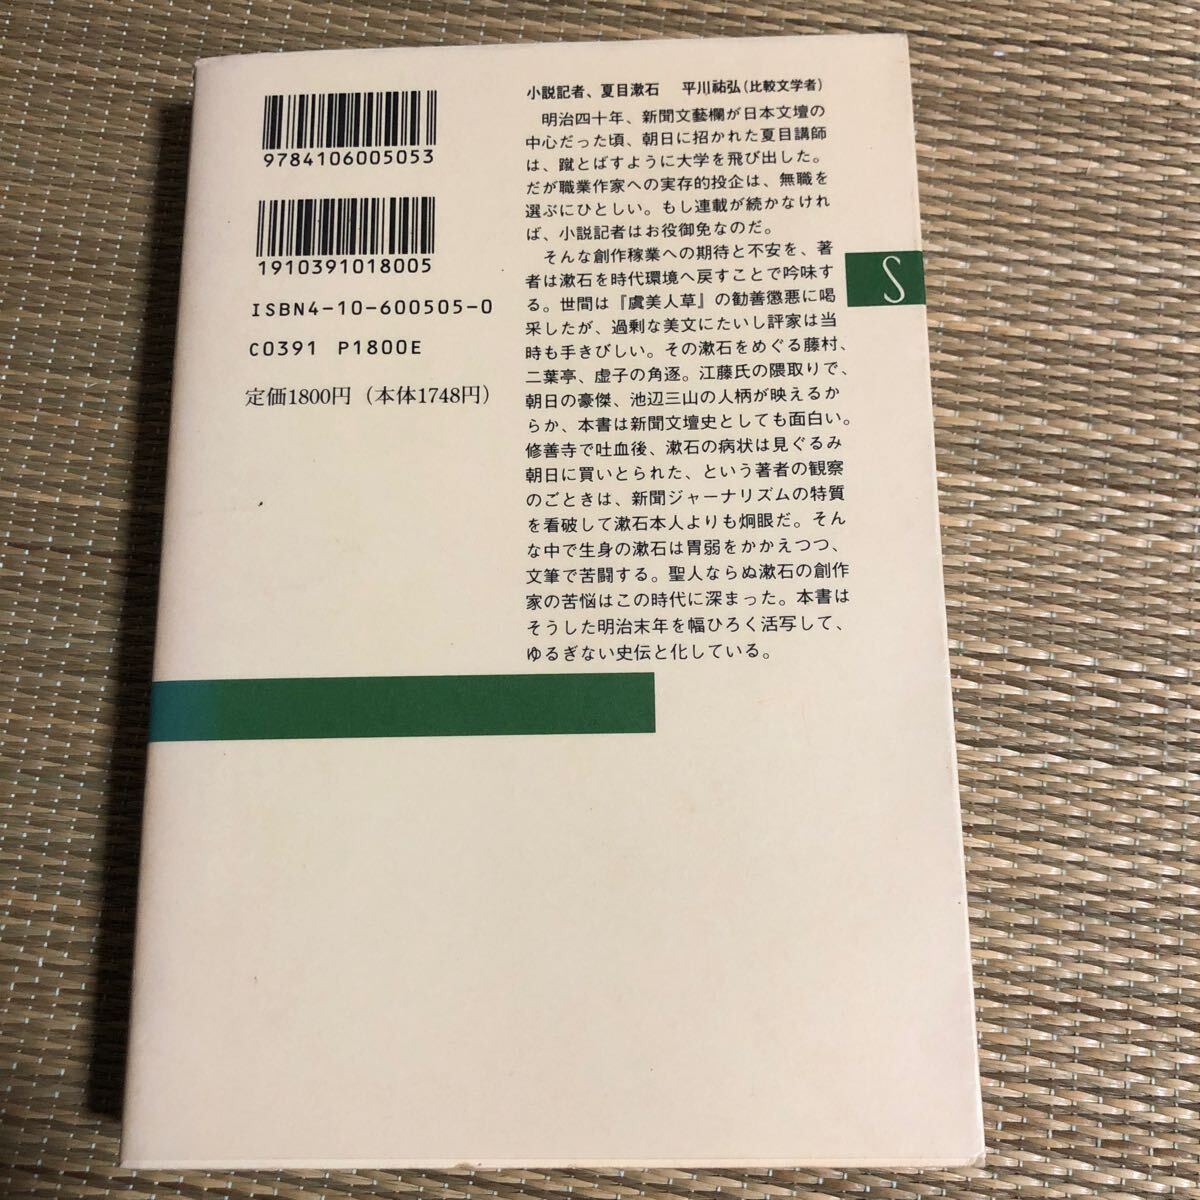 9784106005053
1910391018005
ISBN4-10-600505-0
C0391 P1800E
定価1800円（本体1748円）
小説記者、夏目漱石　平川祐弘（比較文学者）
明治四十年、新聞文藝欄が日本文壇の
中心だった頃、朝日に招かれた夏目講師
は、蹴とばすように大学を飛び出した。
だが職業作家への実存的投企は、無職を
選ぶにひとしい。もし連載が続かなけれ
ば、小説記者はお役御免なのだ。
そんな創作稼業への期待と不安を、著
者は漱石を時代環境へ戻すことで吟味す
る。世間は『虞美人草』の勧善懲悪に喝
采したが、過剰な美文にたいし評家は当
時も手きびしい。その漱石をめぐる藤村、
二葉亭、虚子の角逐。江藤氏の隈取りで、
朝日の豪傑、池辺三山の人柄が映えるか
らか、本書は新聞文壇史としても面白い。
修善寺で吐血後、漱石の病状は見ぐるみ
朝日に買いとられた、という著者の観察
のごときは、新聞ジャーナリズムの特質
を看破して漱石本人よりも炯眼だ。そん
な中で生身の漱石は胃弱をかかえつつ、
文筆で苦闘する。聖人ならぬ漱石の創作
家の苦悩はこの時代に深まった。本書は
そうした明治末年を幅ひろく活写して、
ゆるぎない史伝と化している。
S